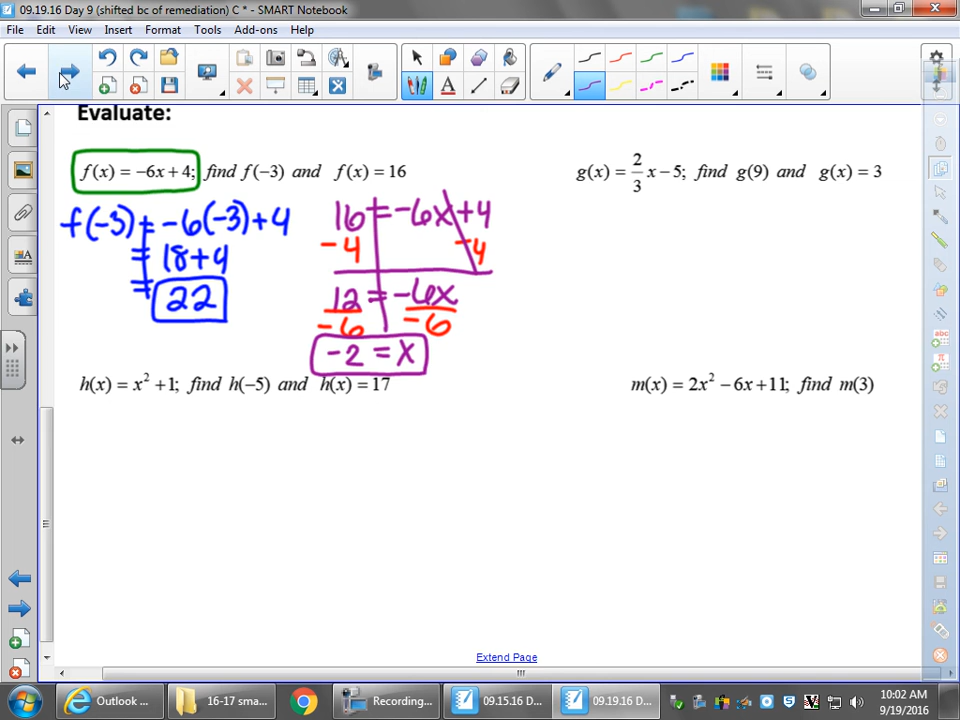 09.19.16 Day 9 (shifted bc of remediation) C * - SMART Notebook
File Edit View Insert Format Tools Add-ons Help
Evaluate:
f(x) = −6x + 4; find f(−3) and f(x) = 16
g(x) = 2/3 x − 5; find g(9) and g(x) = 3
f(-3) = -6(-3)+4
= 18+4
= 22
16 = -6x + 4
-4 -4
12 = -6x
-6 -6
-2 = x
h(x) = x² + 1; find h(−5) and h(x) = 17
m(x) = 2x² − 6x + 11; find m(3)
Extend Page
Outlook ...
16-17 sma...
Recording...
09.15.16 D...
09.19.16 D...
10:02 AM
9/19/2016